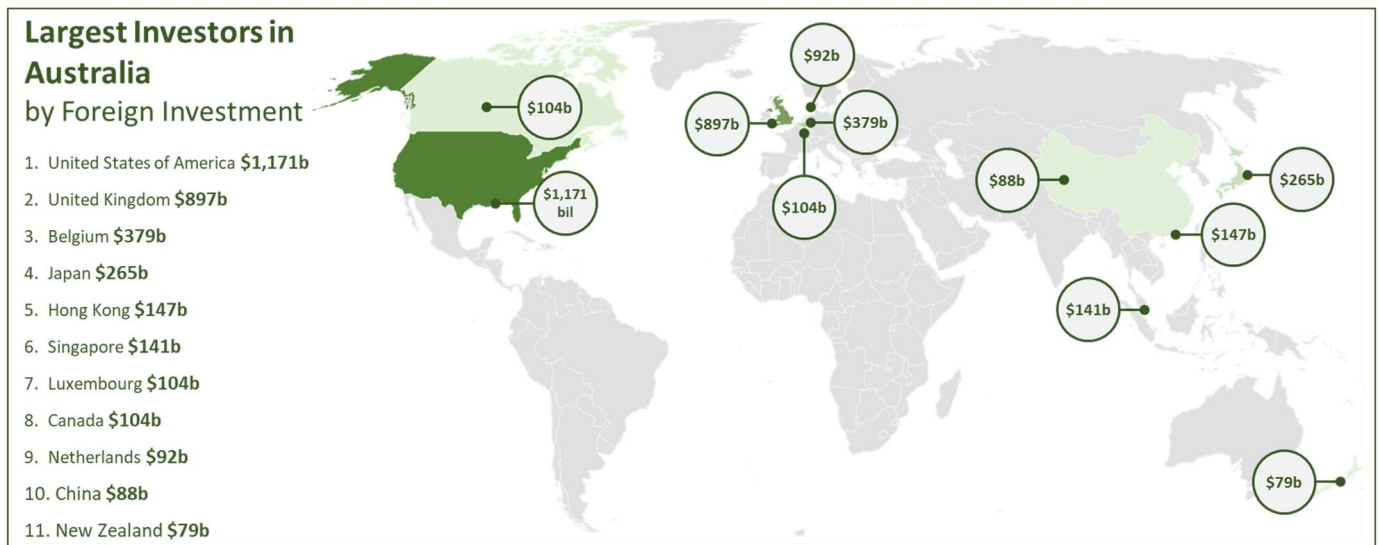 Largest Investors in
Australia
by Foreign Investment
1. United States of America $1,171b
2. United Kingdom $897b
3. Belgium $379b
4. Japan $265b
5. Hong Kong $147b
6. Singapore $141b
7. Luxembourg $104b
8. Canada $104b
9. Netherlands $92b
10. China $88b
11. New Zealand $79b
$104b
$1,171
bil
$92b
$897b
$379b
$104b
$88b
$265b
$147b
$141b
$79b